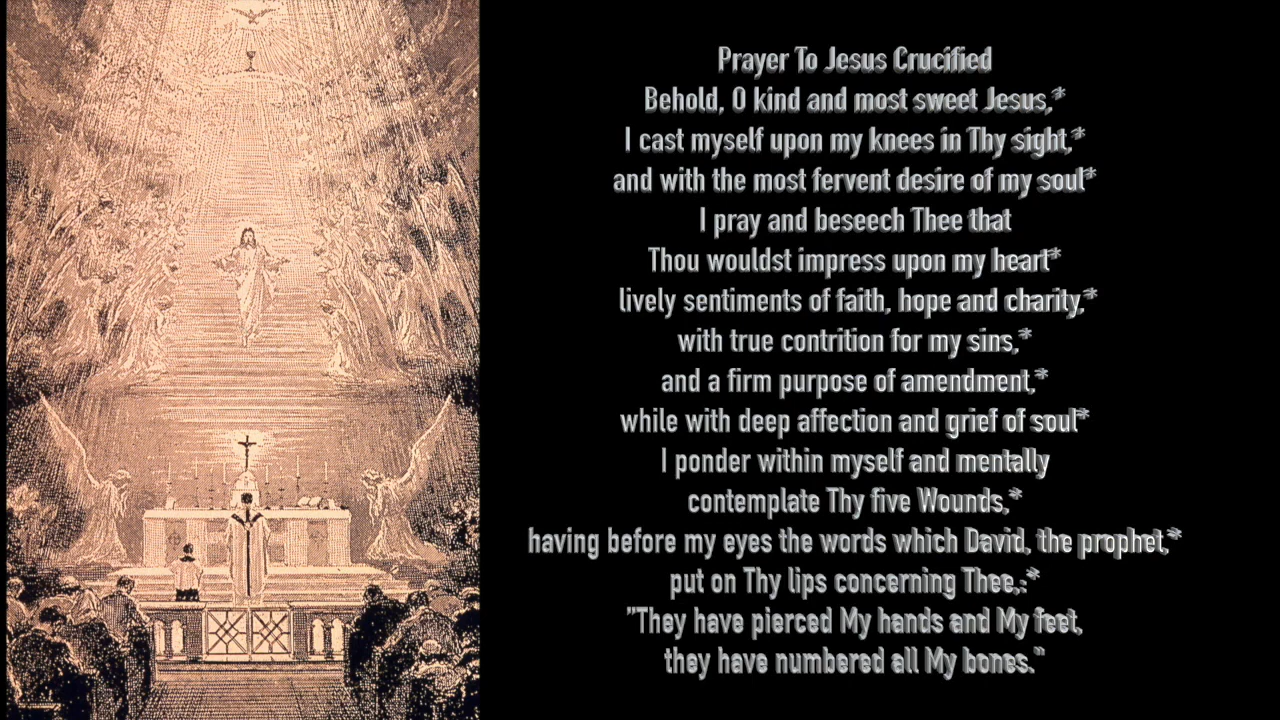 Prayer To Jesus Crucified
Behold, O kind and most sweet Jesus,*
I cast myself upon my knees in Thy sight,*
and with the most fervent desire of my soul*
I pray and beseech Thee that
Thou wouldst impress upon my heart*
lively sentiments of faith, hope and charity,*
with true contrition for my sins,*
and a firm purpose of amendment,*
while with deep affection and grief of soul*
I ponder within myself and mentally
contemplate Thy five Wounds,*
having before my eyes the words which David, the prophet,*
put on Thy lips concerning Thee,:*
"They have pierced My hands and My feet,
they have numbered all My bones."